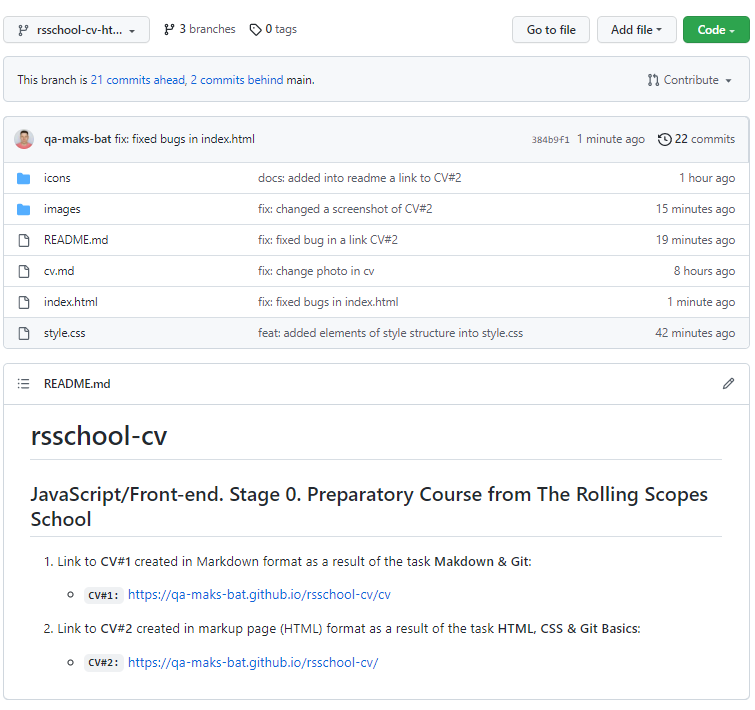 rsschool-cv-ht... 3 branches 0 tags Go to file Add file Code
This branch is 21 commits ahead, 2 commits behind main. Contribute
qa-maks-bat fix: fixed bugs in index.html 384b9f1 1 minute ago 22 commits
icons docs: added into readme a link to CV#2 1 hour ago
images fix: changed a screenshot of CV#2 15 minutes ago
README.md fix: fixed bug in a link CV#2 19 minutes ago
cv.md fix: change photo in cv 8 hours ago
index.html fix: fixed bugs in index.html 1 minute ago
style.css feat: added elements of style structure into style.css 42 minutes ago
README.md
rsschool-cv
JavaScript/Front-end. Stage 0. Preparatory Course from The Rolling Scopes
School
1. Link to CV#1 created in Markdown format as a result of the task Makdown & Git:
CV#1: https://qa-maks-bat.github.io/rsschool-cv/cv
2. Link to CV#2 created in markup page (HTML) format as a result of the task HTML, CSS & Git Basics:
CV#2: https://qa-maks-bat.github.io/rsschool-cv/